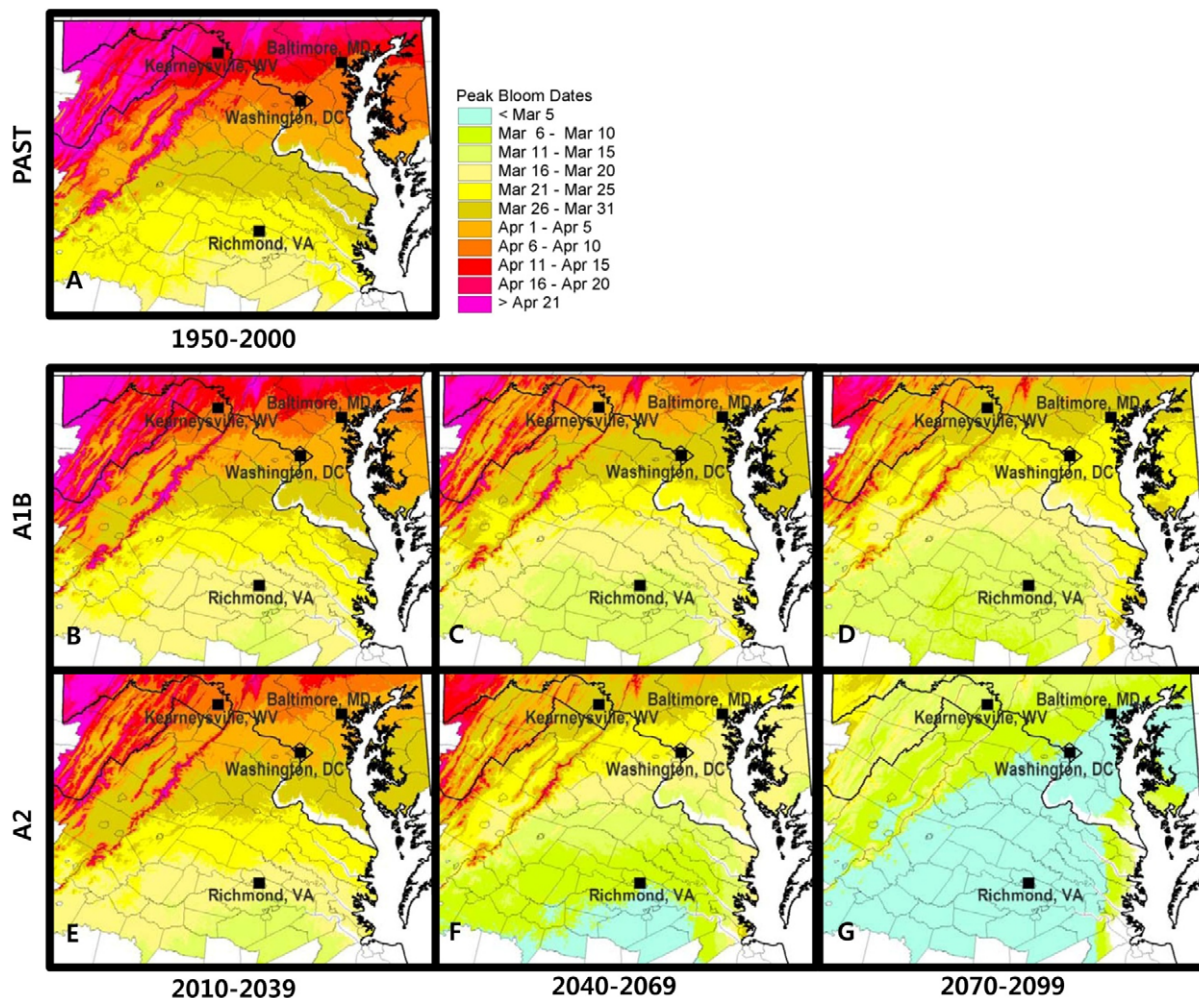 PAST
Baltimore, MD
Kearneysville, WV
Washington, DC
Richmond, VA
A
1950-2000
Peak Bloom Dates
< Mar 5
Mar 6 - Mar 10
Mar 11 - Mar 15
Mar 16 - Mar 20
Mar 21 - Mar 25
Mar 26 - Mar 31
Apr 1 - Apr 5
Apr 6 - Apr 10
Apr 11 - Apr 15
Apr 16 - Apr 20
> Apr 21
A1B
Baltimore, MD
Kearneysville, WV
Washington, DC
Richmond, VA
B
Baltimore, MD
Kearneysville, WV
Washington, DC
Richmond, VA
C
Baltimore, MD
Kearneysville, WV
Washington, DC
Richmond, VA
D
A2
Baltimore, MD
Kearneysville, WV
Washington, DC
Richmond, VA
E
Baltimore, MD
Kearneysville, WV
Washington, DC
Richmond, VA
F
Baltimore, MD
Kearneysville, WV
Washington, DC
Richmond, VA
G
2010-2039
2040-2069
2070-2099